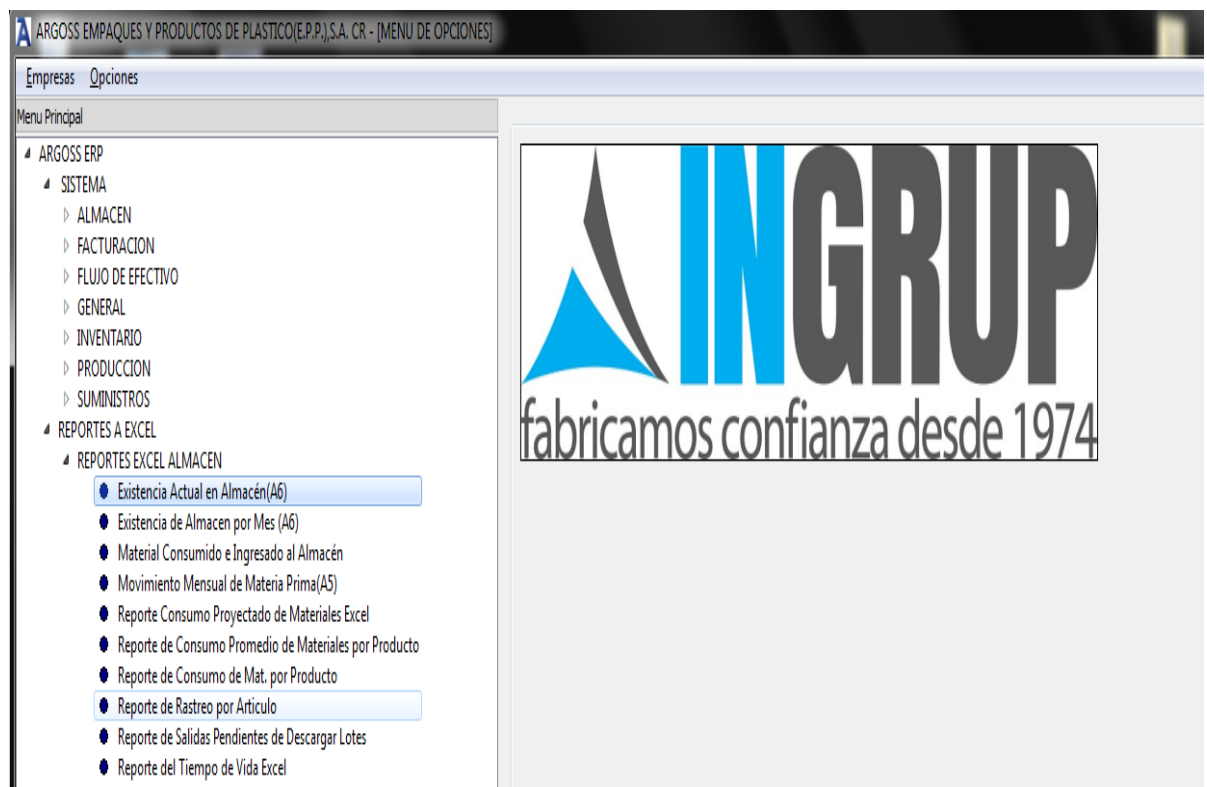 ARGOSS EMPAQUES Y PRODUCTOS DE PLASTICO(E.P.P.),S.A. CR - [MENU DE OPCIONES]
Empresas Opciones
Menu Principal
ARGOSS ERP
SISTEMA
ALMACEN
FACTURACION
FLUJO DE EFECTIVO
GENERAL
INVENTARIO
PRODUCCION
SUMINISTROS
REPORTES A EXCEL
REPORTES EXCEL ALMACEN
Existencia Actual en Almacén(A6)
Existencia de Almacen por Mes (A6)
Material Consumido e Ingresado al Almacén
Movimiento Mensual de Materia Prima(A5)
Reporte Consumo Proyectado de Materiales Excel
Reporte de Consumo Promedio de Materiales por Producto
Reporte de Consumo de Mat. por Producto
Reporte de Rastreo por Articulo
Reporte de Salidas Pendientes de Descargar Lotes
Reporte del Tiempo de Vida Excel
INGRUP
fabricamos confianza desde 1974